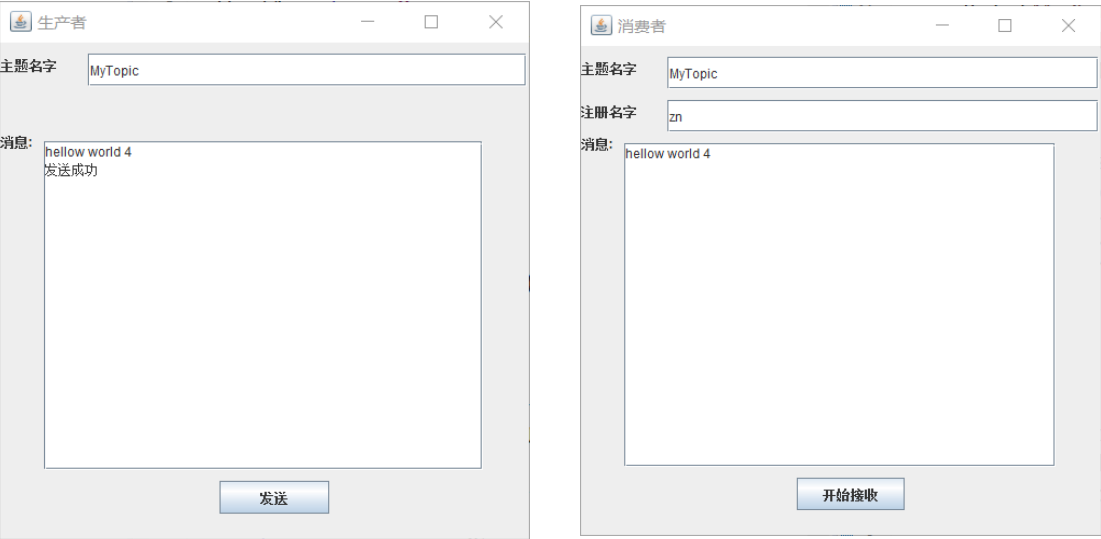 生产者
主题名字
MyTopic
消息:
hellow world 4
发送成功
发送
消费者
主题名字
MyTopic
注册名字
zn
消息:
hellow world 4
开始接收